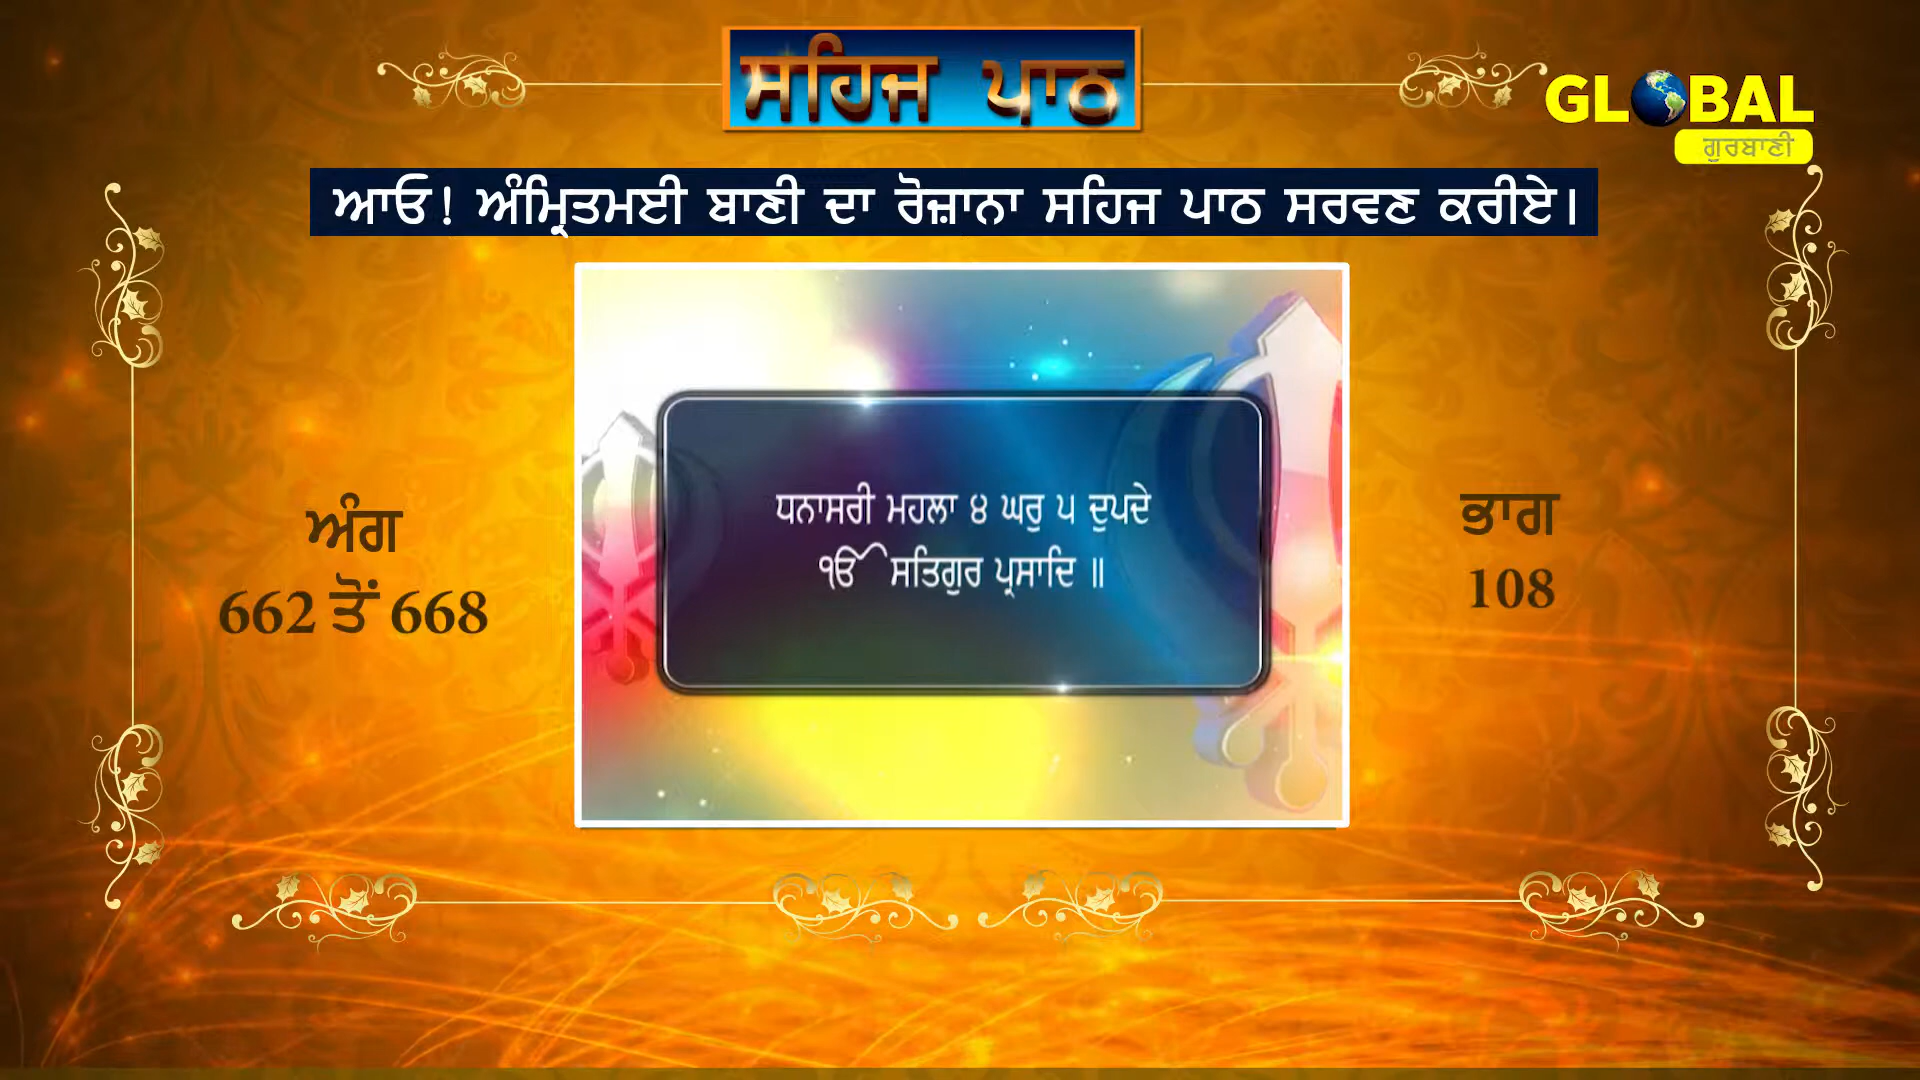 ਸਹਿਜ ਪਾਠ
GLOBAL
ਗੁਰਬਾਣੀ
ਆਓ! ਅੰਮ੍ਰਿਤਮਈ ਬਾਣੀ ਦਾ ਰੋਜ਼ਾਨਾ ਸਹਿਜ ਪਾਠ ਸਰਵਣ ਕਰੀਏ।
ਧਨਾਸਰੀ ਮਹਲਾ ੪ ਘਰੁ ੫ ਦੁਪਦੇ
ੴ ਸਤਿਗੁਰ ਪ੍ਰਸਾਦਿ ॥
ਅੰਗ
662 ਤੋਂ 668
ਭਾਗ
108